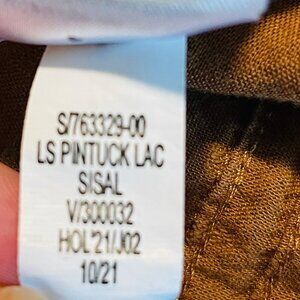 S/763329-00
LS PINTUCK LAC
SISAL
V/300032
HOL'21/J02
10/21